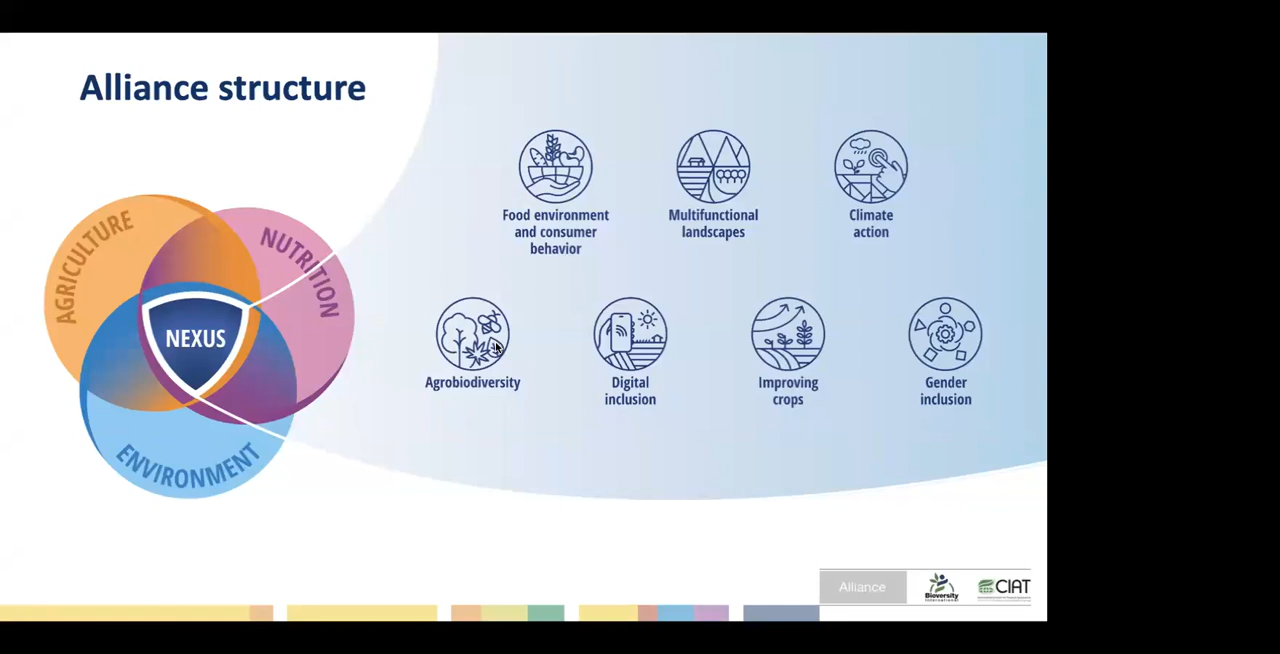 Alliance structure
AGRICULTURE
NUTRITION
NEXUS
ENVIRONMENT
Food environment
and consumer
behavior
Multifunctional
landscapes
Climate
action
Agrobiodiversity
Digital
inclusion
Improving
crops
Gender
inclusion
Alliance
Bioversity
International
CIAT